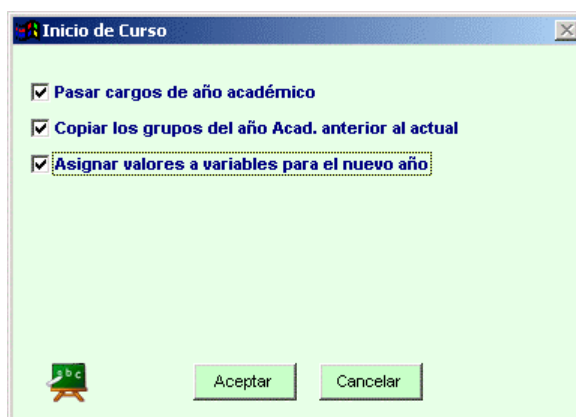 Inicio de Curso
Pasar cargos de año académico
Copiar los grupos del año Acad. anterior al actual
Asignar valores a variables para el nuevo año
abc
Aceptar Cancelar